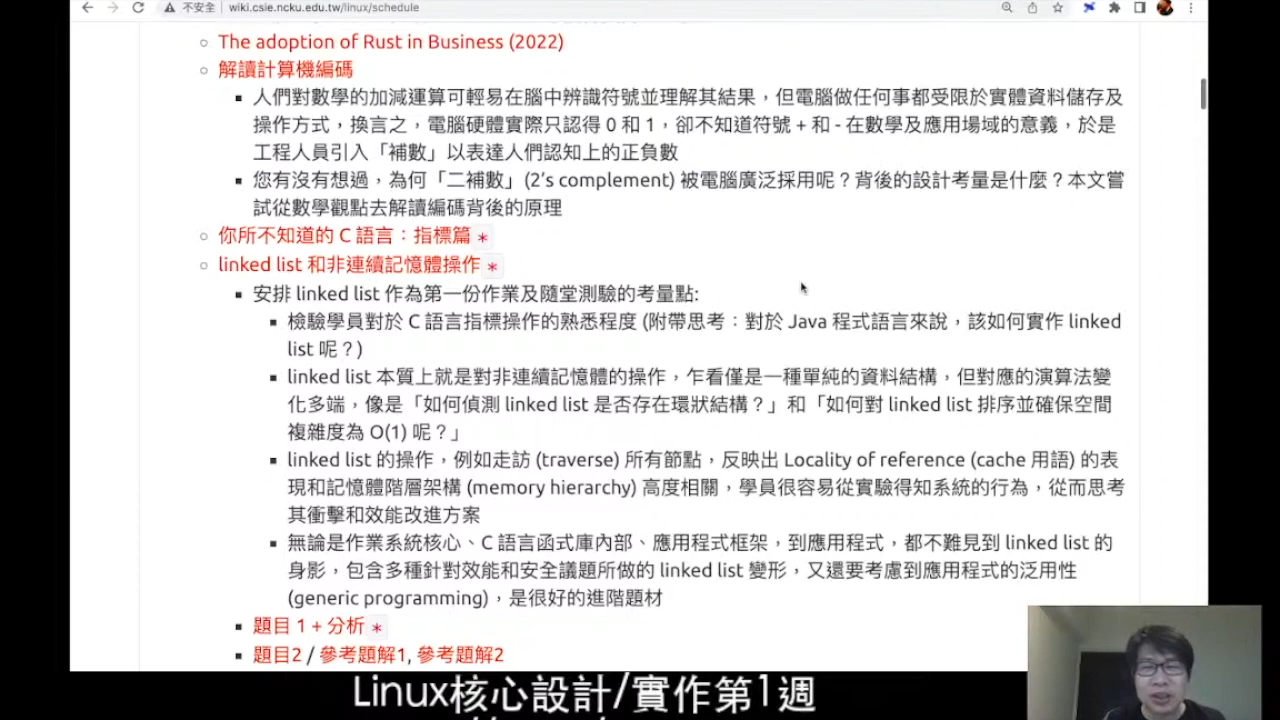 不安全 wiki.csie.ncku.edu.tw/linux/schedule
The adoption of Rust in Business (2022)
解讀計算機編碼
人們對數學的加減運算可輕易在腦中辨識符號並理解其結果，但電腦做任何事都受限於實體資料儲存及
操作方式，換言之，電腦硬體實際只認得 0 和 1，卻不知道符號 + 和 - 在數學及應用場域的意義，於是
工程人員引入「補數」以表達人們認知上的正負數
您有沒有想過，為何「二補數」(2’s complement) 被電腦廣泛採用呢？背後的設計考量是什麼？本文嘗
試從數學觀點去解讀編碼背後的原理
你所不知道的 C 語言：指標篇 *
linked list 和非連續記憶體操作 *
安排 linked list 作為第一份作業及隨堂測驗的考量點:
檢驗學員對於 C 語言指標操作的熟悉程度 (附帶思考：對於 Java 程式語言來說，該如何實作 linked
list 呢？)
linked list 本質上就是對非連續記憶體的操作，乍看僅是一種單純的資料結構，但對應的演算法變
化多端，像是「如何偵測 linked list 是否存在環狀結構？」和「如何對 linked list 排序並確保空間
複雜度為 O(1) 呢？」
linked list 的操作，例如走訪 (traverse) 所有節點，反映出 Locality of reference (cache 用語) 的表
現和記憶體階層架構 (memory hierarchy) 高度相關，學員很容易從實驗得知系統的行為，從而思考
其衝擊和效能改進方案
無論是作業系統核心、C 語言函式庫內部、應用程式框架，到應用程式，都不難見到 linked list 的
身影，包含多種針對效能和安全議題所做的 linked list 變形，又還要考慮到應用程式的泛用性
(generic programming)，是很好的進階題材
題目 1 + 分析 *
題目2 / 參考題解1, 參考題解2
Linux核心設計/實作第1週